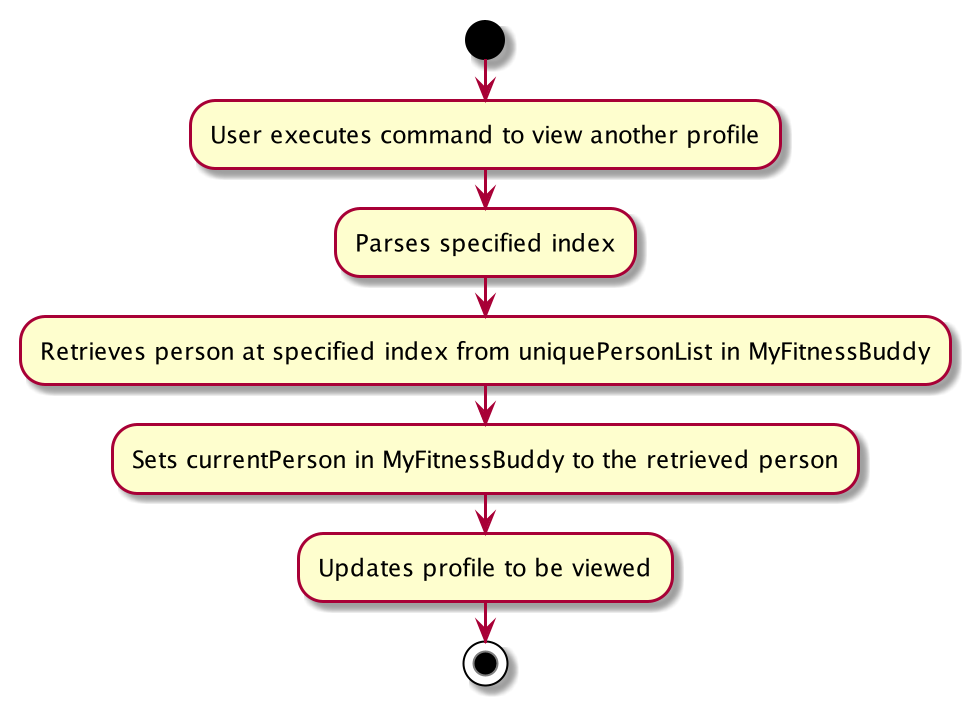 User executes command to view another profile
Parses specified index
Retrieves person at specified index from uniquePersonList in MyFitnessBuddy
Sets currentPerson in MyFitnessBuddy to the retrieved person
Updates profile to be viewed